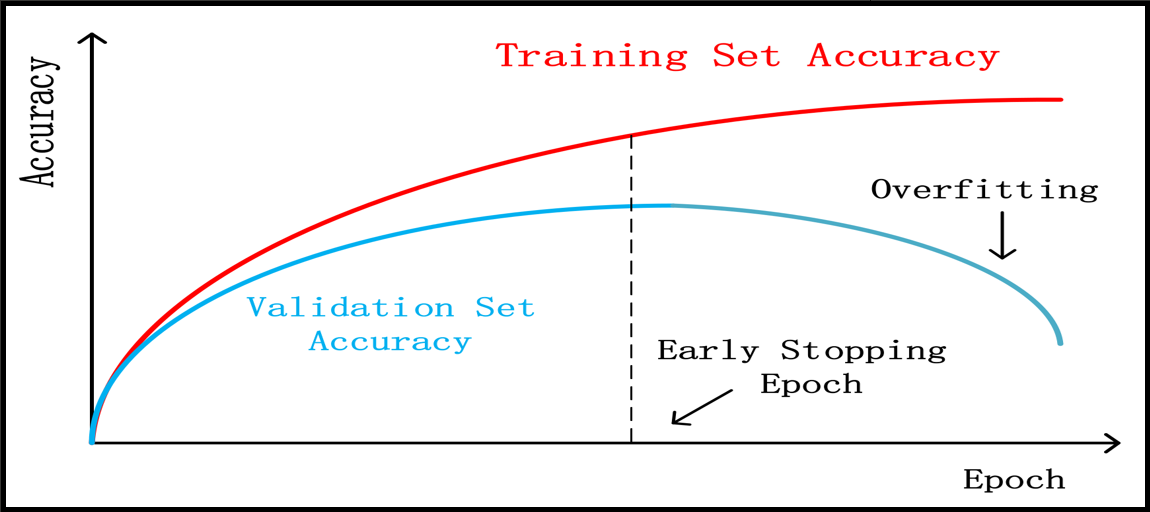 Accuracy
Training Set Accuracy
Overfitting
Validation Set
Accuracy
Early Stopping
Epoch
Epoch